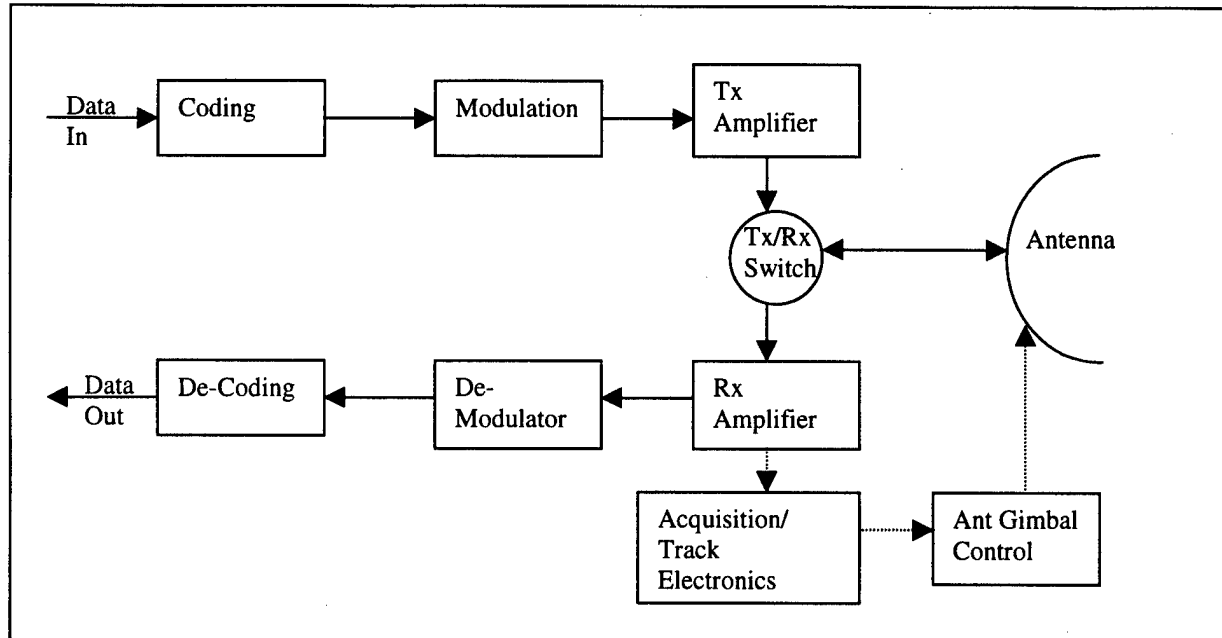 Data
In
Coding
Modulation
Tx
Amplifier
Tx/Rx
Switch
Antenna
Data
Out
De-Coding
De-
Modulator
Rx
Amplifier
Acquisition/
Track
Electronics
Ant Gimbal
Control